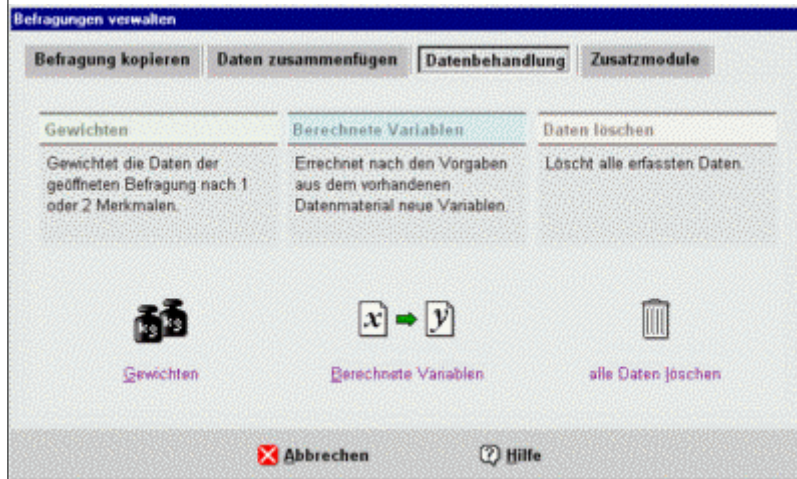 Befragungen verwalten
Befragung kopieren
Daten zusammenfügen
Datenbehandlung
Zusatzmodule
Gewichten
Gewichtet die Daten der
geöffneten Befragung nach 1
oder 2 Merkmalen.
Berechnete Variablen
Errechnet nach den Vorgaben
aus dem vorhandenen
Datenmaterial neue Variablen.
Daten löschen
Löscht alle erfassten Daten.
kg kg
x
y
Gewichten
Berechnete Variablen
alle Daten löschen
Abbrechen
? Hilfe